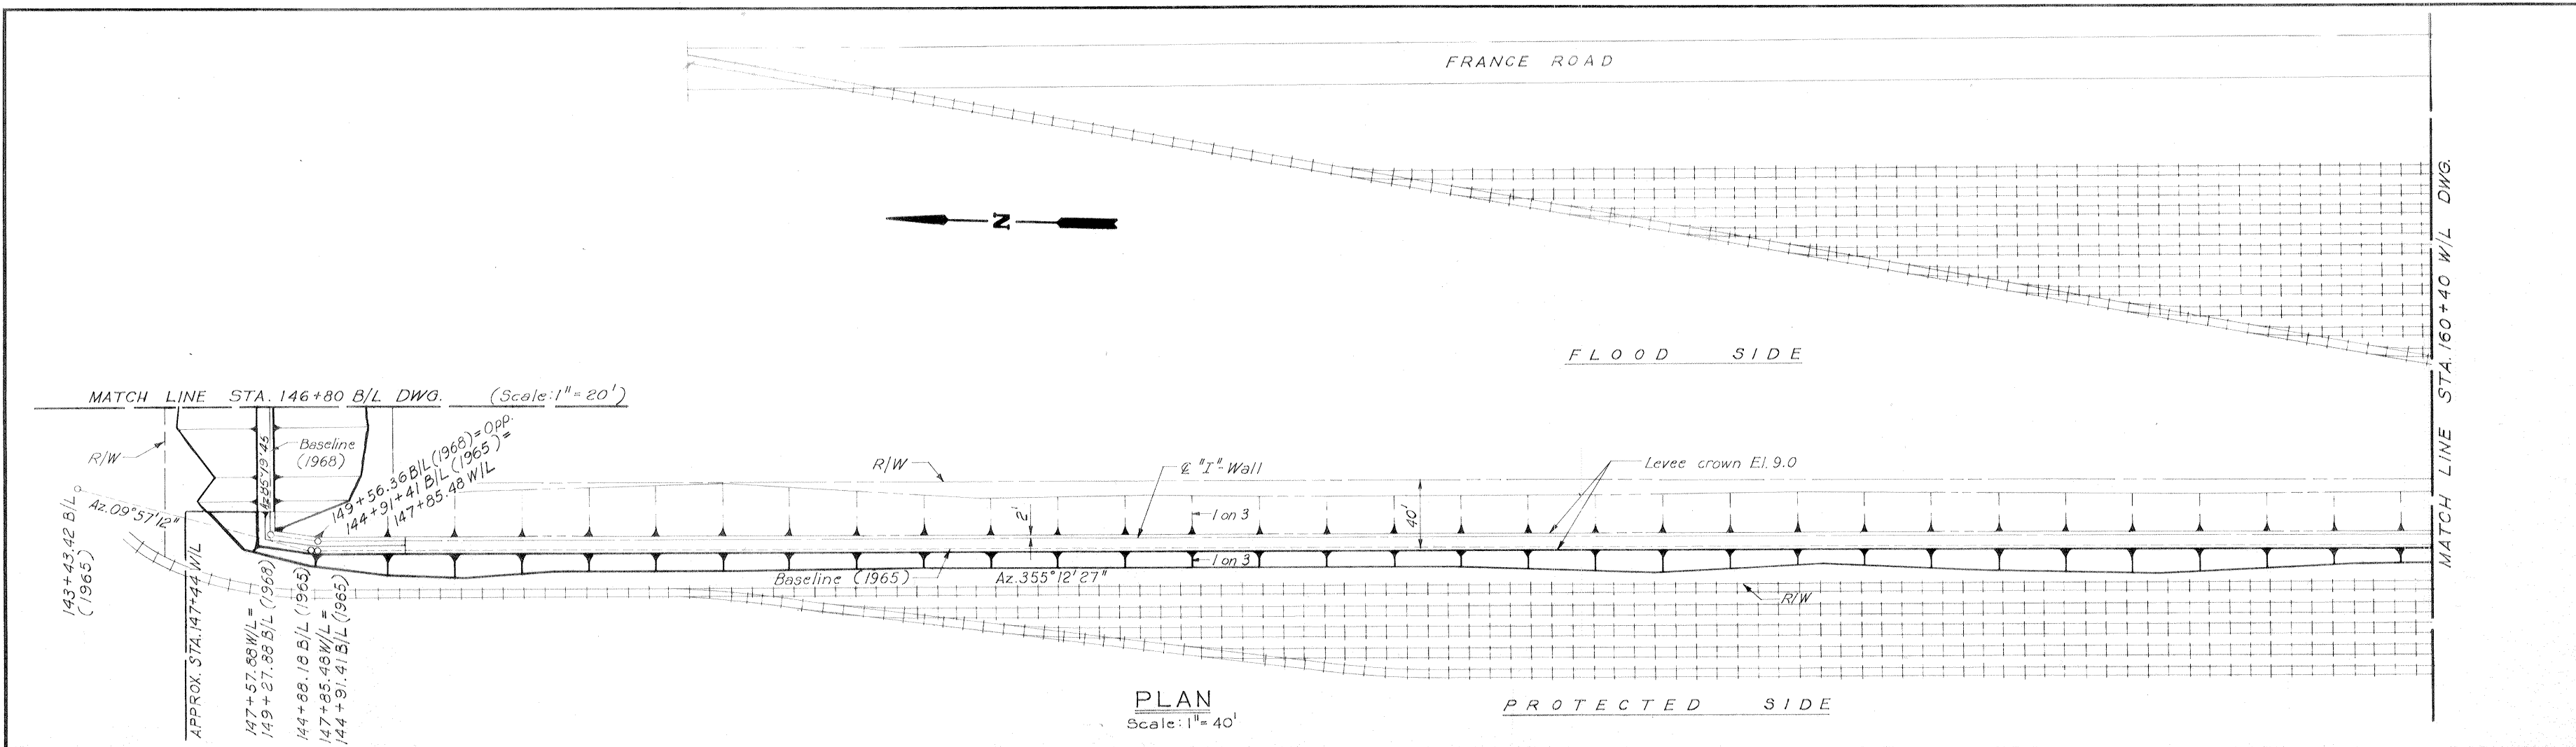 FRANCE ROAD
N
FLOOD SIDE
MATCH LINE STA. 160+40 W/L DWG.
MATCH LINE STA. 146+80 B/L DWG. (Scale: 1" = 20')
R/W
Az 85°19'45
Baseline
(1968)
149+56.36 B/L (1968) = Opp.
144+91+41 B/L (1965) =
147+85.48 W/L
R/W
℄ "I"-Wall
Levee crown El. 9.0
143+43.42 B/L
(1965)
Az. 09°57'12"
2'
1 on 3
40'
1 on 3
Baseline (1965)
Az. 355°12'27"
R/W
APPROX. STA. 147+44 W/L
147+57.88 W/L =
149+27.88 B/L (1968)
144+88.18 B/L (1965)
147+85.48 W/L =
144+91.41 B/L (1965)
PLAN
Scale: 1" = 40'
PROTECTED SIDE